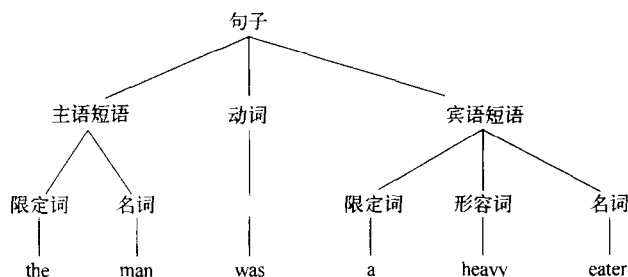 句子
主语短语 动词 宾语短语
限定词 名词 限定词 形容词 名词
the man was a heavy eater